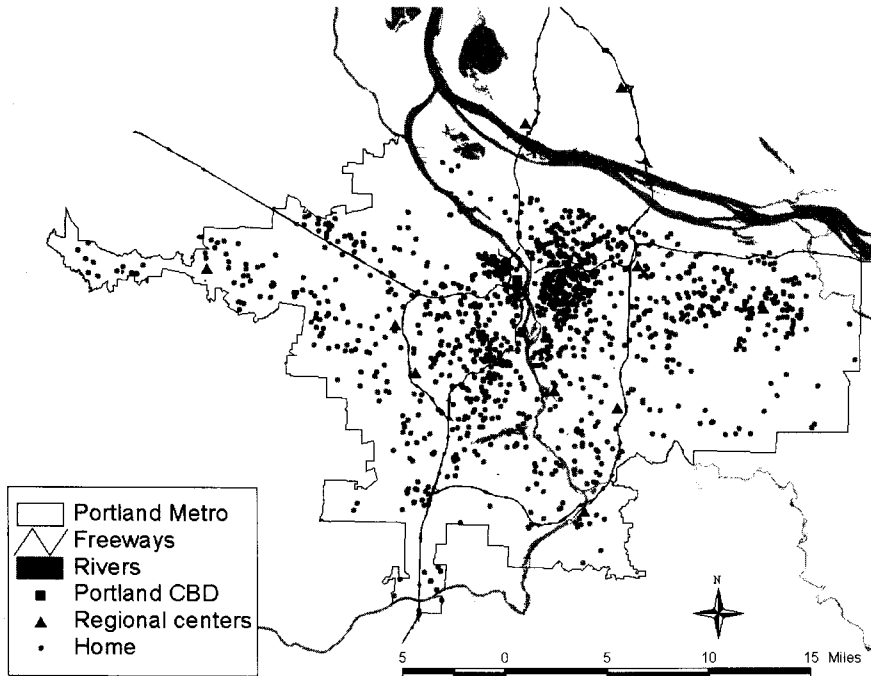 Portland Metro
Freeways
Rivers
Portland CBD
Regional centers
Home
N
5 0 5 10 15 Miles